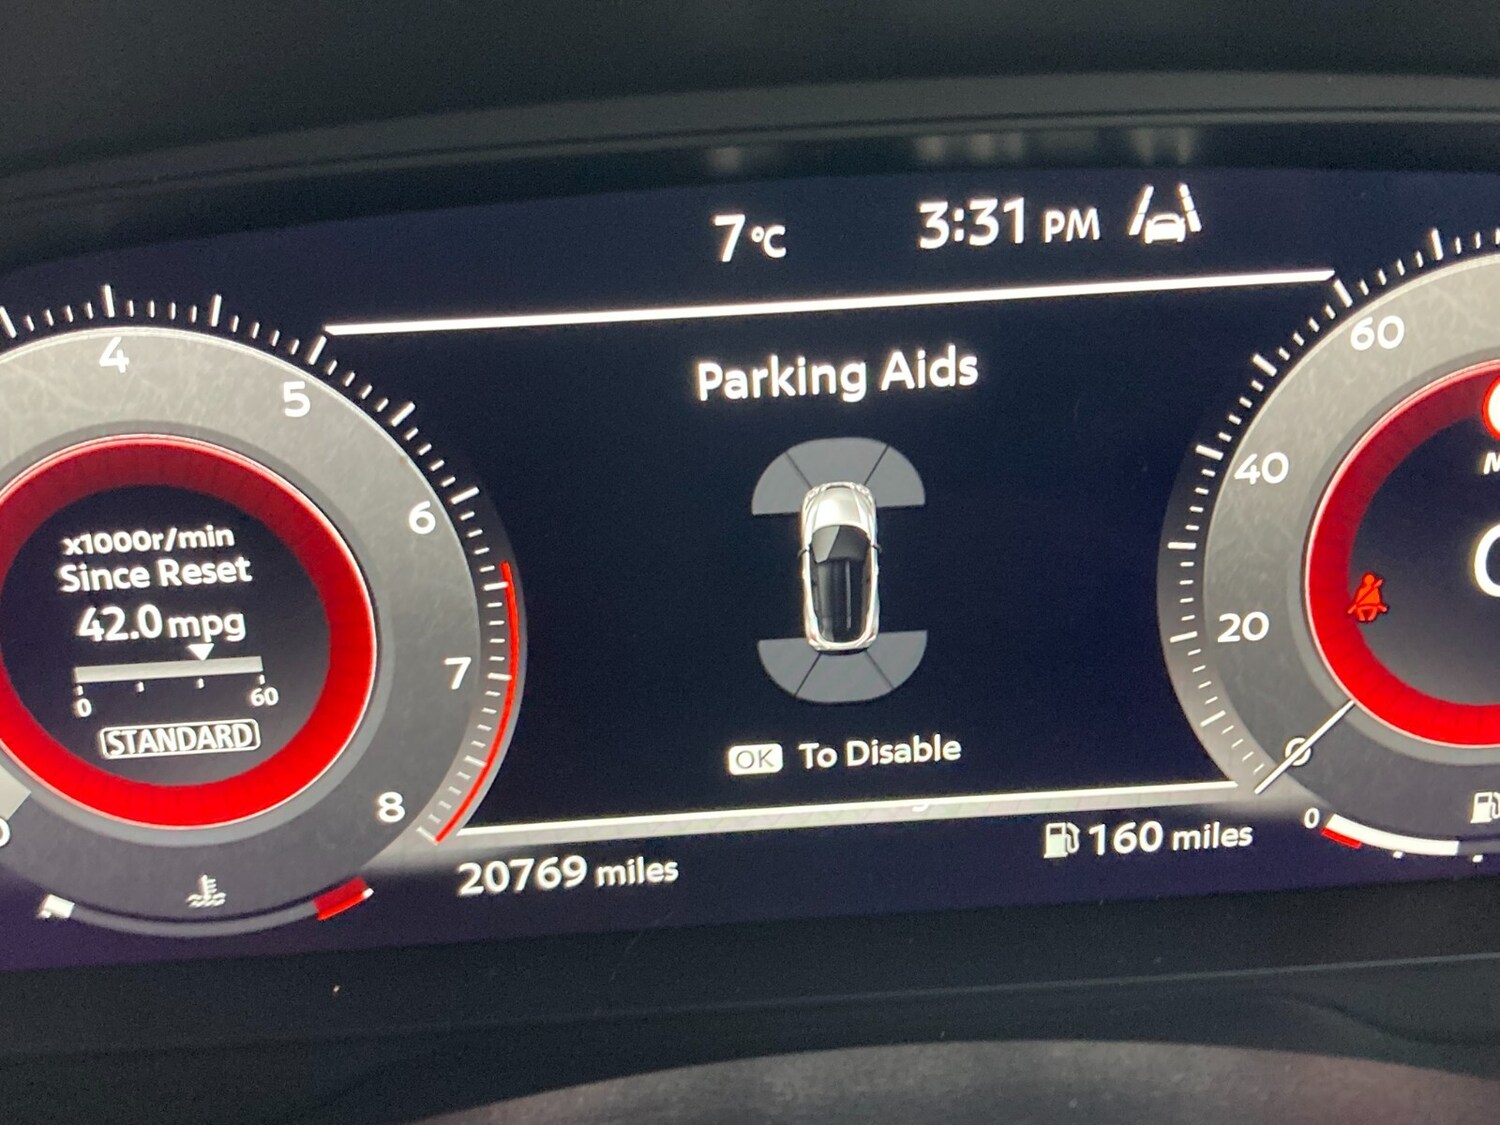 7°C
3:31 PM
4
5
6
7
8
x1000r/min
Since Reset
42.0 mpg
0
60
STANDARD
Parking Aids
OK To Disable
60
40
20
0
0
20769 miles
160 miles